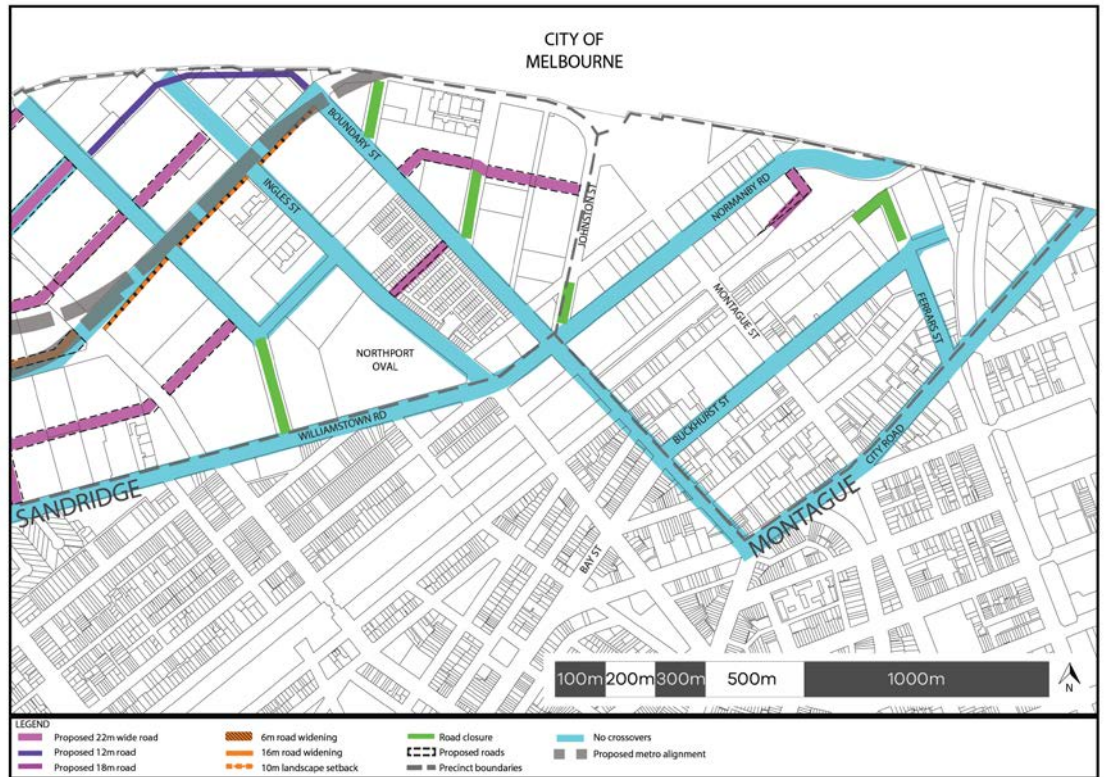 CITY OF
MELBOURNE
BOUNDARY ST
INGLES ST
JOHNSTON ST
NORMANBY RD
MONTAGUE ST
FERRARS ST
NORTHPORT
OVAL
BUCKHURST ST
WILLIAMSTOWN RD
CITY ROAD
SANDRIDGE
MONTAGUE
BAY ST
100m 200m 300m 500m 1000m
N
LEGEND
Proposed 22m wide road
Proposed 12m road
Proposed 18m road
6m road widening
16m road widening
10m landscape setback
Road closure
Proposed roads
Precinct boundaries
No crossovers
Proposed metro alignment